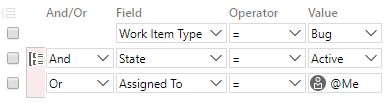 And/Or Field Operator Value
Work Item Type = Bug
And State = Active
Or Assigned To = @Me